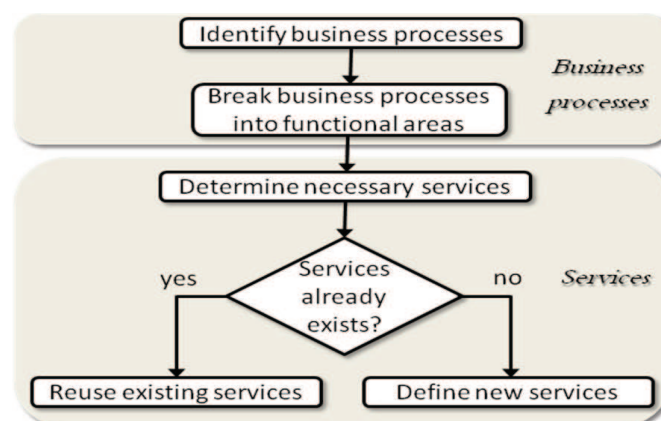 Identify business processes
Business
processes
Break business processes
into functional areas
Determine necessary services
Services
already
exists?
yes
no
Services
Reuse existing services
Define new services